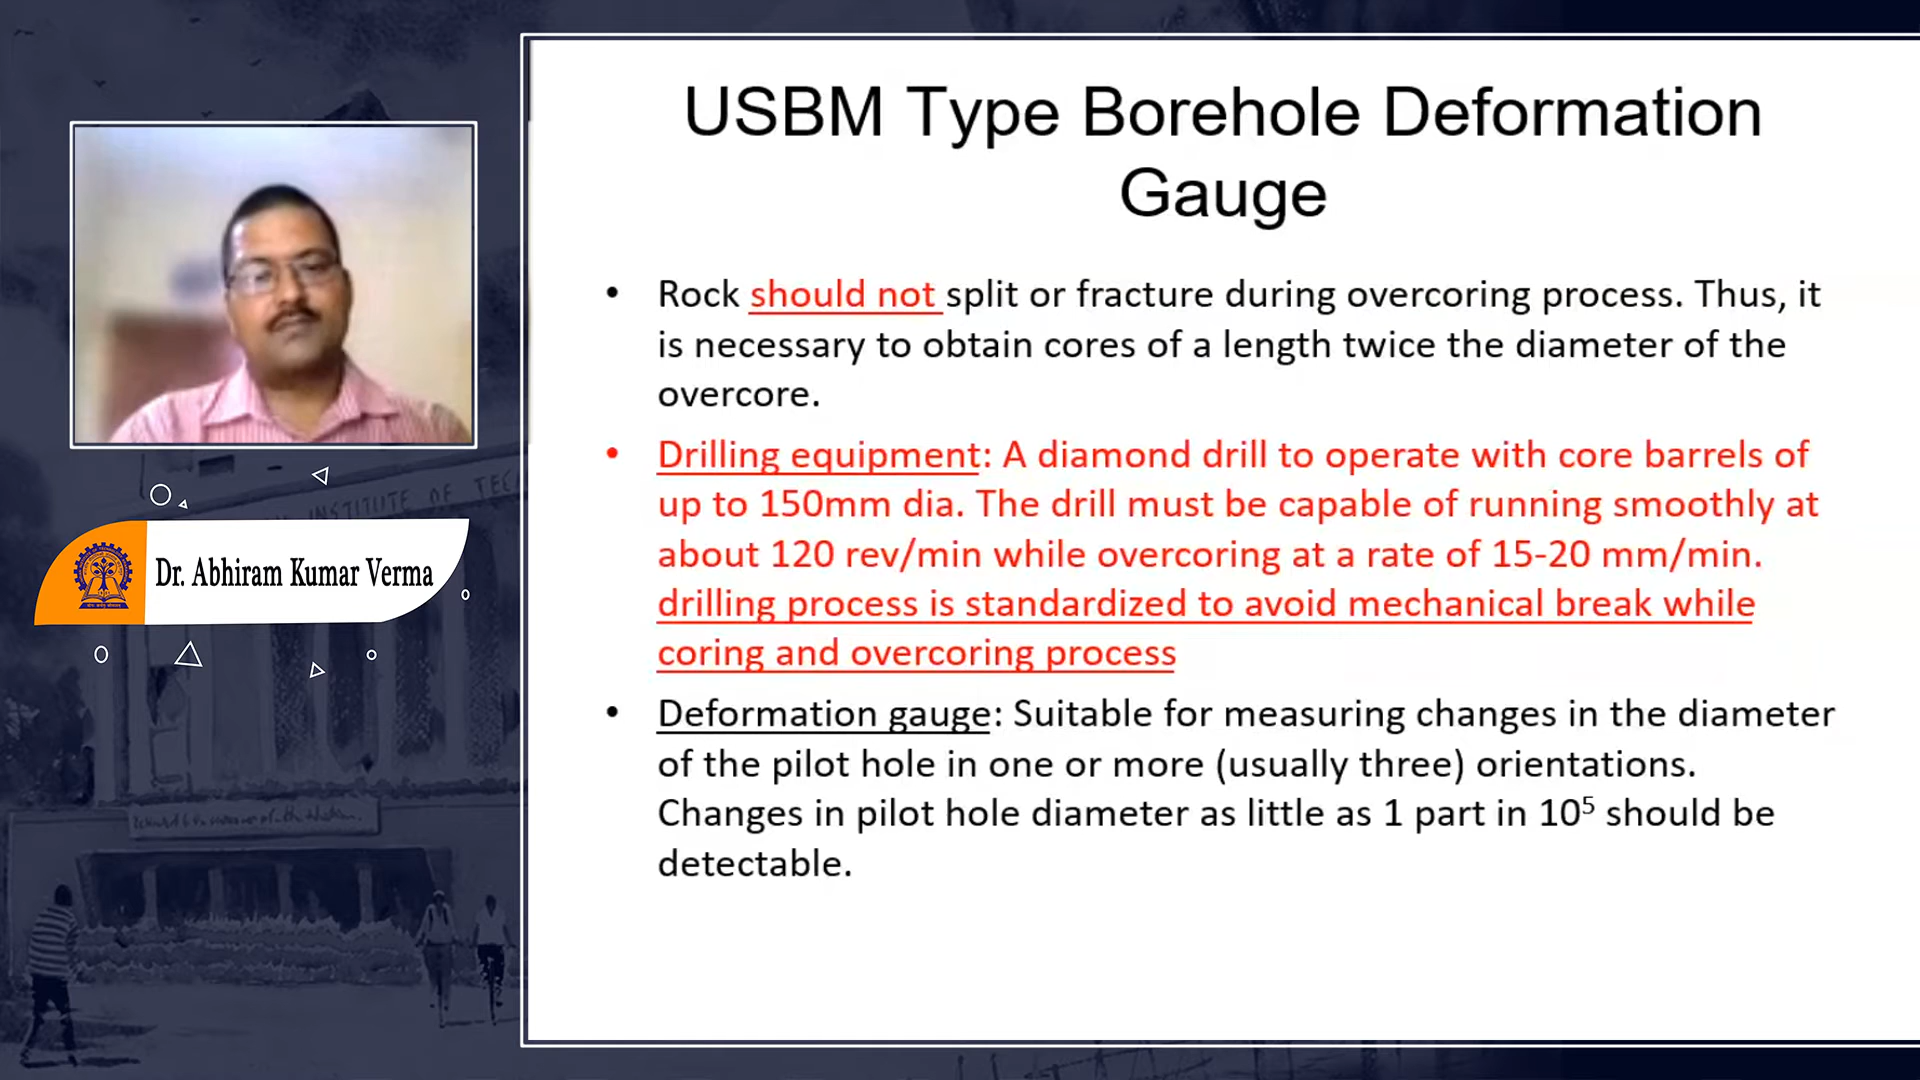 USBM Type Borehole Deformation
Gauge
• Rock should not split or fracture during overcoring process. Thus, it
is necessary to obtain cores of a length twice the diameter of the
overcore.
• Drilling equipment: A diamond drill to operate with core barrels of
up to 150mm dia. The drill must be capable of running smoothly at
about 120 rev/min while overcoring at a rate of 15-20 mm/min.
drilling process is standardized to avoid mechanical break while
coring and overcoring process
• Deformation gauge: Suitable for measuring changes in the diameter
of the pilot hole in one or more (usually three) orientations.
Changes in pilot hole diameter as little as 1 part in 10⁵ should be
detectable.
INSTITUTE OF TEC
Dr. Abhiram Kumar Verma